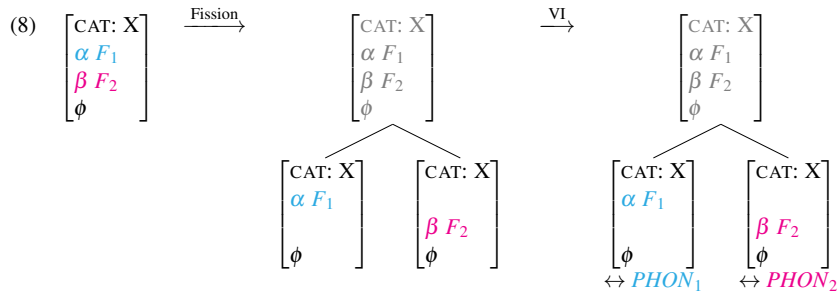 (8) [CAT: X Fission [CAT: X VI [CAT: X
α F₁ α F₁ α F₁
β F₂ β F₂ β F₂
ϕ] ϕ] ϕ]
[CAT: X [CAT: X [CAT: X [CAT: X
α F₁ α F₁
β F₂ β F₂
ϕ] ϕ] ϕ] ϕ]
↔ PHON₁ ↔ PHON₂